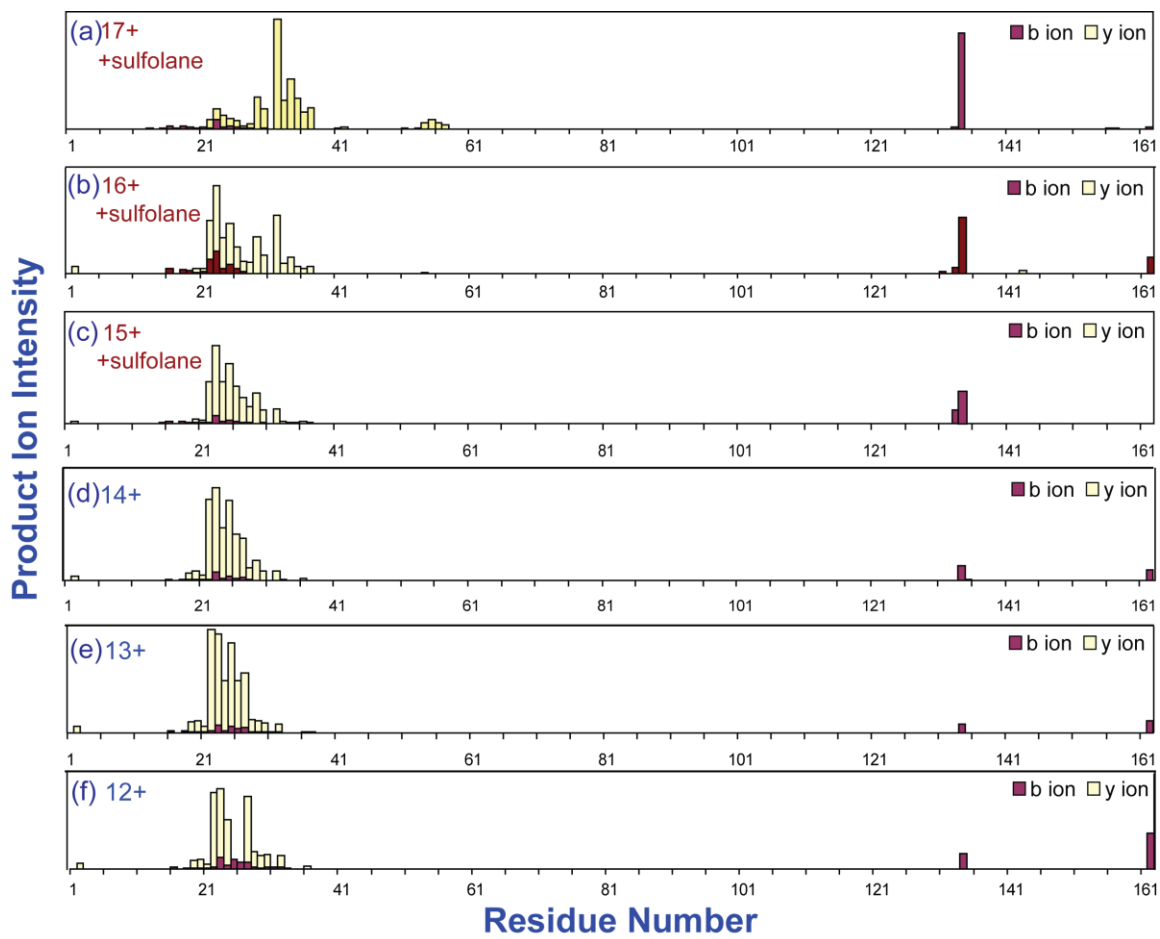 Product Ion Intensity
(a) 17+
+sulfolane
b ion y ion
1 21 41 61 81 101 121 141 161
(b) 16+
+sulfolane
b ion y ion
1 21 41 61 81 101 121 141 161
(c) 15+
+sulfolane
b ion y ion
1 21 41 61 81 101 121 141 161
(d) 14+
b ion y ion
1 21 41 61 81 101 121 141 161
(e) 13+
b ion y ion
1 21 41 61 81 101 121 141 161
(f) 12+
b ion y ion
1 21 41 61 81 101 121 141 161
Residue Number